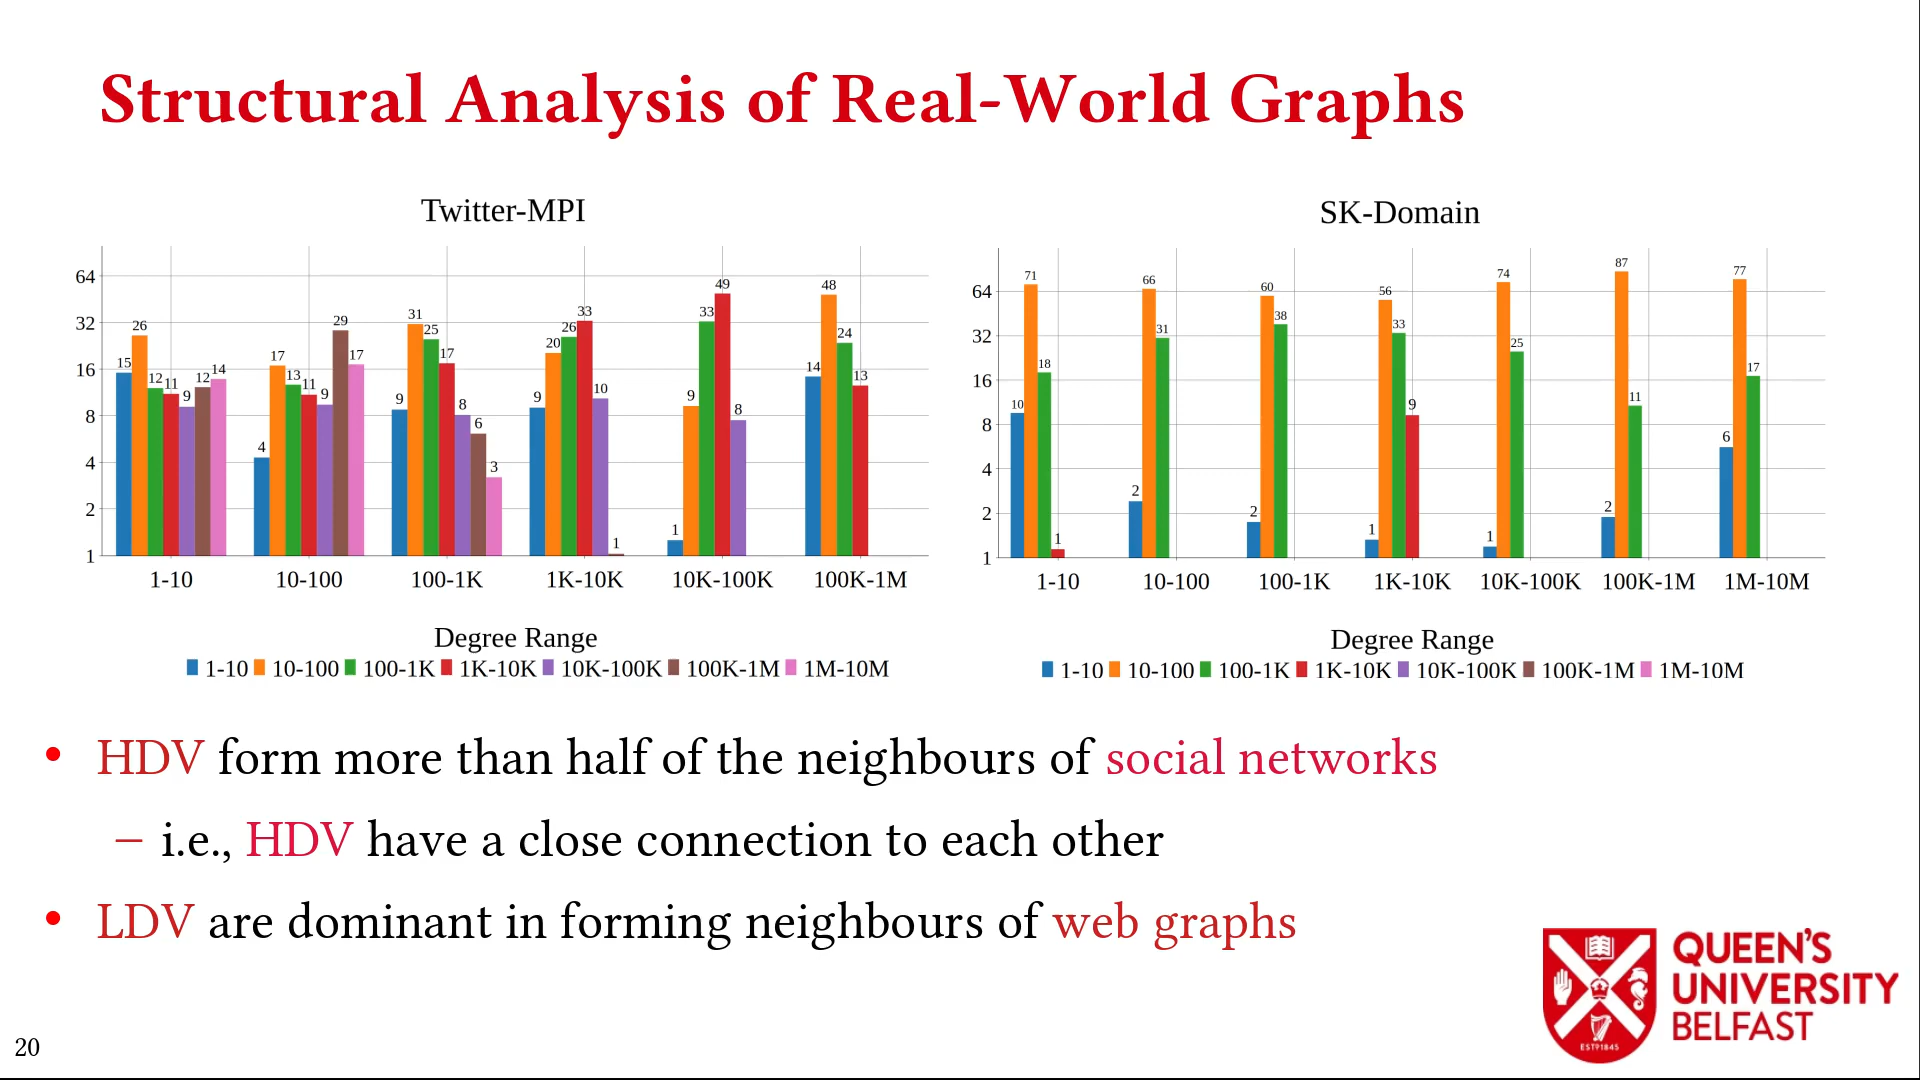 Structural Analysis of Real-World Graphs
Twitter-MPI
64
32
16
8
4
2
1
15 26 12 11 9 12 14
4 17 13 11 9 29 17
9 31 25 17 8 6 3
9 20 26 33 10 1
1 9 33 49 8
14 48 24 13
1-10 10-100 100-1K 1K-10K 10K-100K 100K-1M
Degree Range
1-10 10-100 100-1K 1K-10K 10K-100K 100K-1M 1M-10M
SK-Domain
64
32
16
8
4
2
1
10 71 18 1
2 66 31
2 60 38
1 56 33 9
1 74 25
2 87 11
6 77 17
1-10 10-100 100-1K 1K-10K 10K-100K 100K-1M 1M-10M
Degree Range
1-10 10-100 100-1K 1K-10K 10K-100K 100K-1M 1M-10M
• HDV form more than half of the neighbours of social networks
– i.e., HDV have a close connection to each other
• LDV are dominant in forming neighbours of web graphs
QUEEN'S
UNIVERSITY
BELFAST
ESTD1845
20